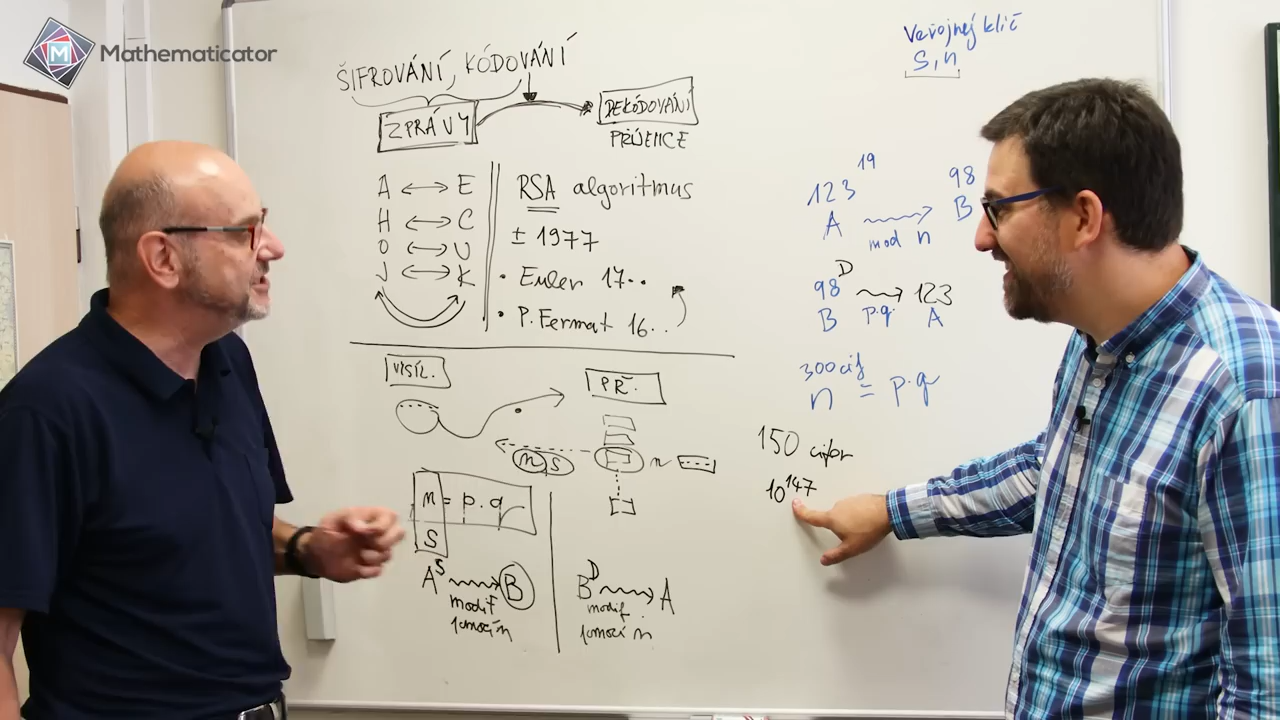 Mathematicator
ŠIFROVÁNÍ, KÓDOVÁNÍ
ZPRÁVY
DEKÓDOVÁNÍ
PŘÍJEMCE
A ↔ E
H ↔ C
O ↔ U
J ↔ K
RSA algoritmus
± 1977
• Euler 17..
• P. Fermat 16..
VYSÍL.
PŘ.
n s
n = p.q
S
A^S B
modif
pomocí n
B^D A
modif
pomocí n
Veřejnej klíč
S, n
123^19 98
A B
mod n
98^D 123
B p.q. A
300 cif
n = p.q
150 cifer
10^147